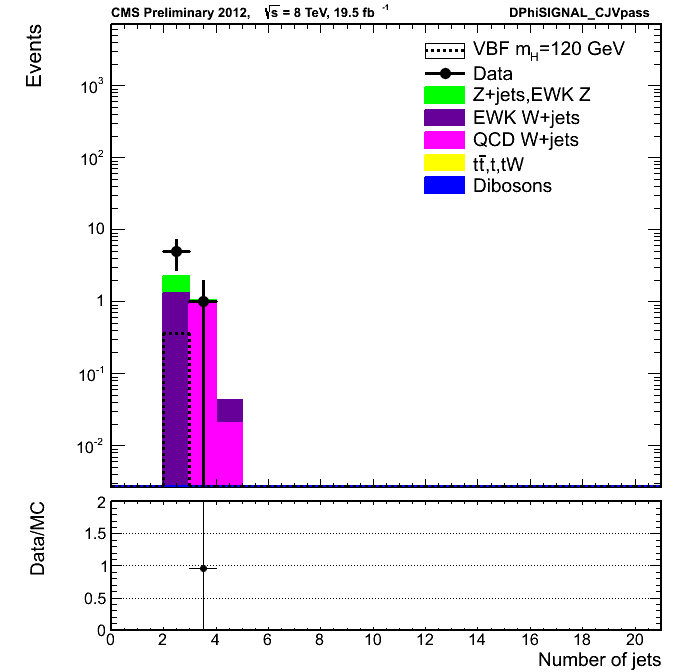 CMS Preliminary 2012, √s = 8 TeV, 19.5 fb⁻¹ DPhiSIGNAL_CJVpass
Events
VBF m_H=120 GeV
Data
Z+jets,EWK Z
EWK W+jets
QCD W+jets
tt̅,t,tW
Dibosons
10³
10²
10
1
10⁻¹
10⁻²
Data/MC
2
1.5
1
0.5
0
0 2 4 6 8 10 12 14 16 18 20
Number of jets